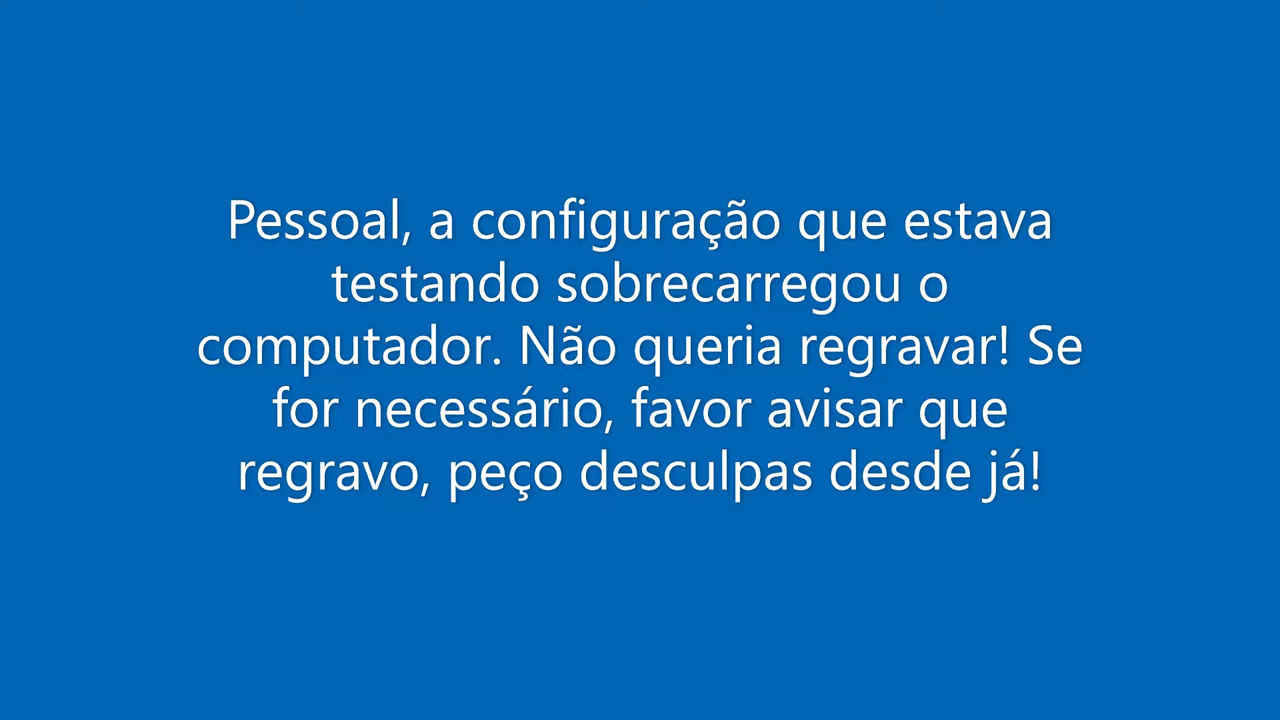 Pessoal, a configuração que estava
testando sobrecarregou o
computador. Não queria regravar! Se
for necessário, favor avisar que
regravo, peço desculpas desde já!